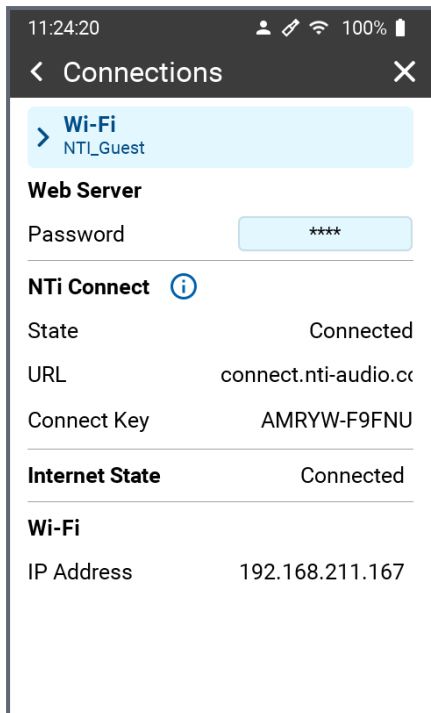 11:24:20 100%
Connections
Wi-Fi
NTI_Guest
Web Server
Password ****
NTi Connect
State Connected
URL connect.nti-audio.cc
Connect Key AMRYW-F9FNU
Internet State Connected
Wi-Fi
IP Address 192.168.211.167